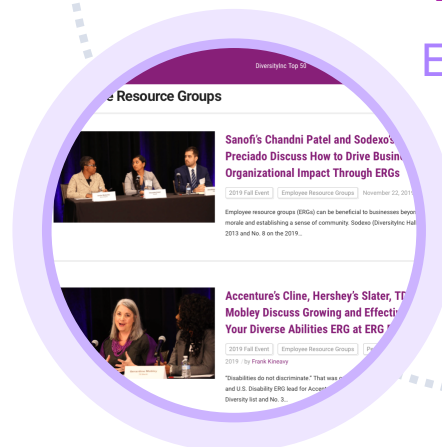 DiversityInc Top 50
E
Resource Groups
Sanofi's Chandni Patel and Sodexo's
Preciado Discuss How to Drive Busin
Organizational Impact Through ERGs
2019 Fall Event Employee Resource Groups November 22, 2019
Employee resource groups (ERGs) can be beneficial to businesses beyon
morale and establishing a sense of community. Sodexo (DiversityInc Hal
2013 and No. 8 on the 2019...
Accenture's Cline, Hershey's Slater, TD
Mobley Discuss Growing and Effecti
Your Diverse Abilities ERG at ERG
2019 Fall Event Employee Resource Groups Pe
2019 by Frank Kineavy
"Disabilities do not discriminate." That was
and U.S. Disability ERG lead for Accen
Diversity list and No. 3...